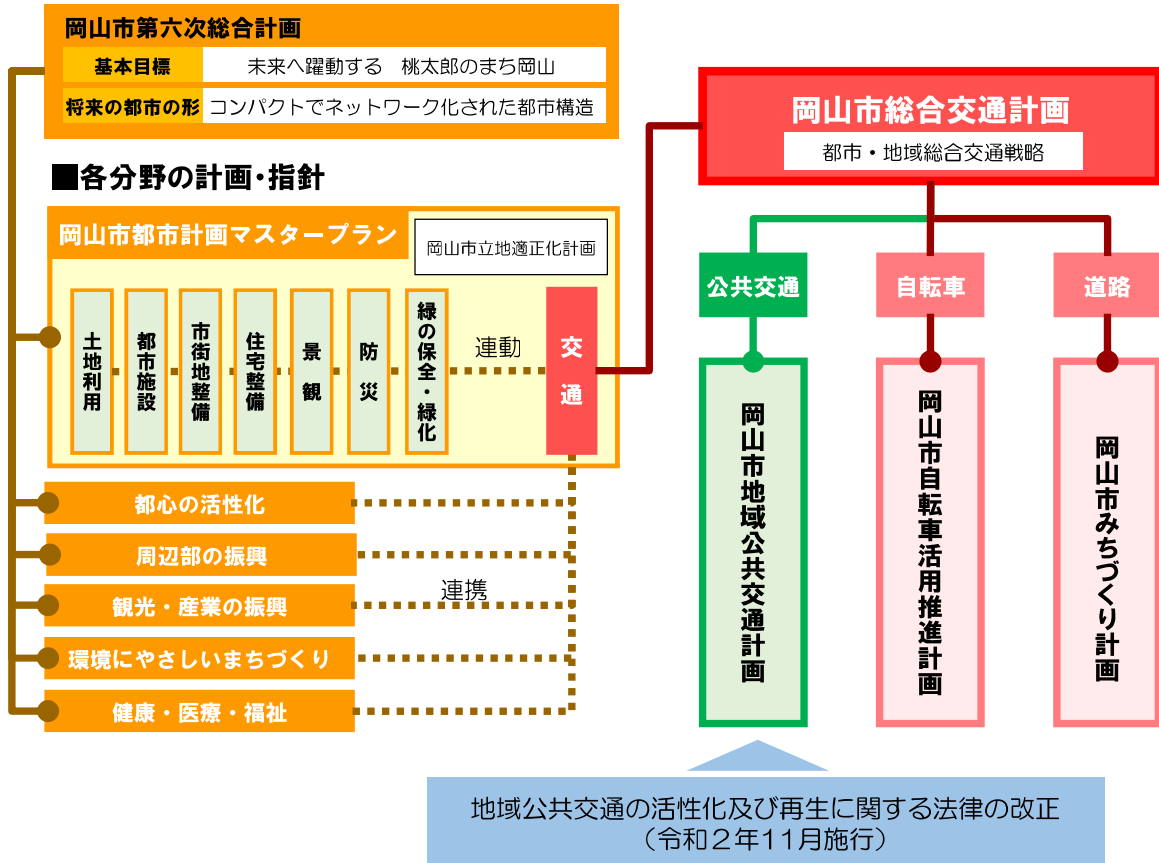 岡山市第六次総合計画
基本目標
未来へ躍動する　桃太郎のまち岡山
将来の都市の形
コンパクトでネットワーク化された都市構造
■各分野の計画・指針
岡山市都市計画マスタープラン
岡山市立地適正化計画
土地利用
都市施設
市街地整備
住宅整備
景観
防災
緑の保全・緑化
連動
交通
都心の活性化
周辺部の振興
観光・産業の振興
連携
環境にやさしいまちづくり
健康・医療・福祉
岡山市総合交通計画
都市・地域総合交通戦略
公共交通
自転車
道路
岡山市地域公共交通計画
岡山市自転車活用推進計画
岡山市みちづくり計画
地域公共交通の活性化及び再生に関する法律の改正
（令和２年11月施行）